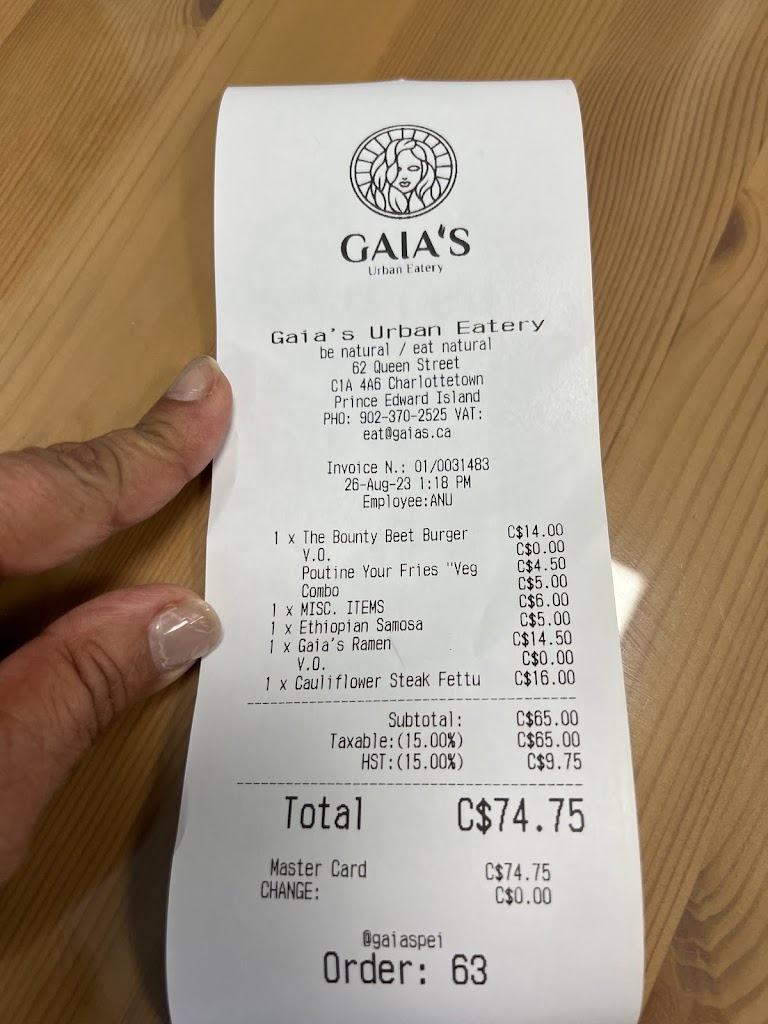 GAIA'S
Urban Eatery
Gaia's Urban Eatery
be natural / eat natural
62 Queen Street
C1A 4A6 Charlottetown
Prince Edward Island
PHO: 902-370-2525 VAT:
eat@gaias.ca
Invoice N.: 01/0031483
26-Aug-23 1:18 PM
Employee:ANU
1 x The Bounty Beet Burger C$14.00
V.O. C$0.00
Poutine Your Fries "Veg C$4.50
Combo C$5.00
1 x MISC. ITEMS C$6.00
1 x Ethiopian Samosa C$5.00
1 x Gaia's Ramen C$14.50
V.O. C$0.00
1 x Cauliflower Steak Fettu C$16.00
Subtotal: C$65.00
Taxable:(15.00%) C$65.00
HST:(15.00%) C$9.75
Total C$74.75
Master Card C$74.75
CHANGE: C$0.00
@gaiaspei
Order: 63